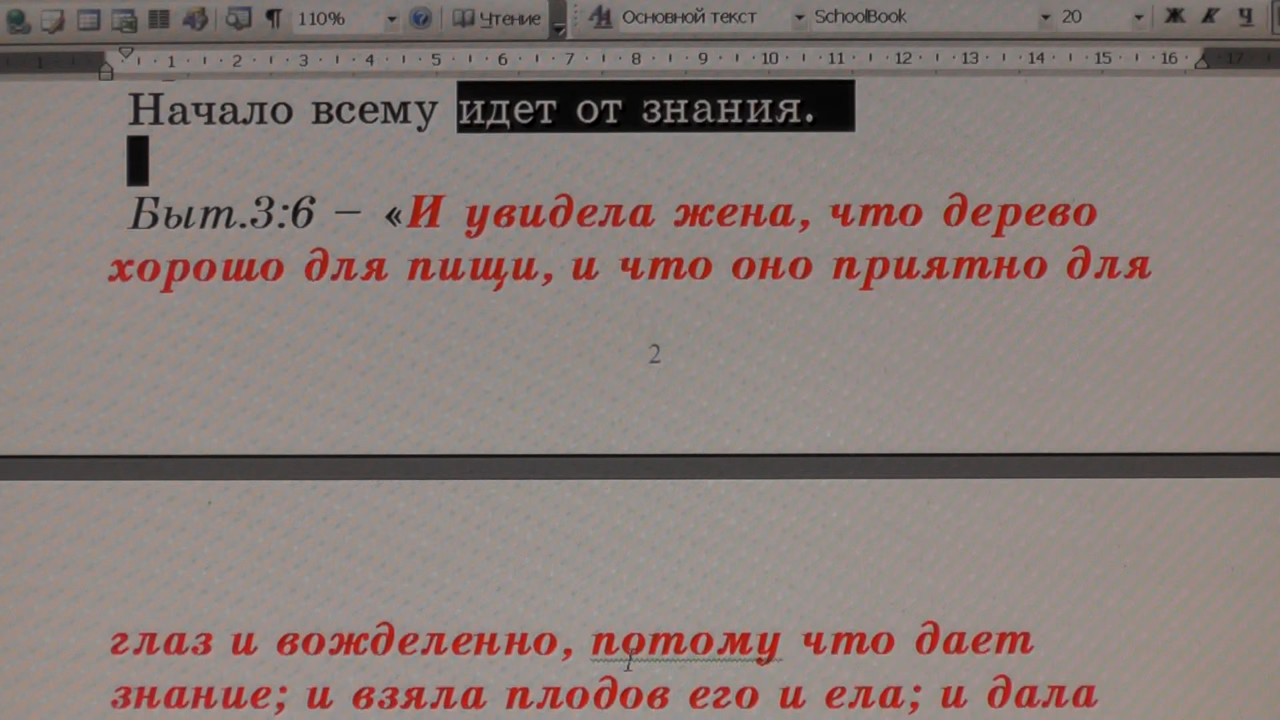 110% Чтение Основной текст SchoolBook 20 Ж К Ч
1 1 2 3 4 5 6 7 8 9 10 11 12 13 14 15 16 17
Начало всему идет от знания.
Быт.3:6 – «И увидела жена, что дерево
хорошо для пищи, и что оно приятно для
2
глаз и вожделенно, потому что дает
знание; и взяла плодов его и ела; и дала